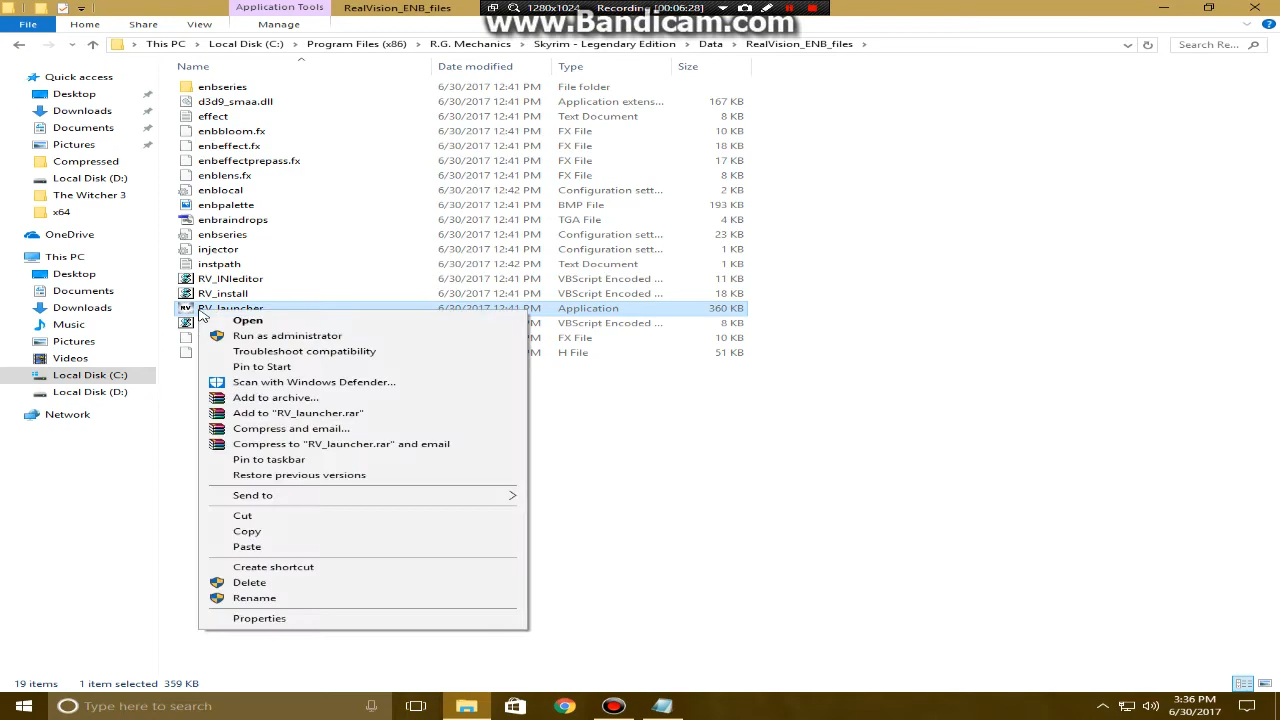 Application Tools RealVision_ENB_files 1280x1024 Recording [00:06:28]
www.Bandicam.com
File Home Share View Manage
This PC > Local Disk (C:) > Program Files (x86) > R.G. Mechanics > Skyrim - Legendary Edition > Data > RealVision_ENB_files > Search Re...
Name Date modified Type Size
Quick access
Desktop
Downloads
Documents
Pictures
Compressed
Local Disk (D:)
The Witcher 3
x64
OneDrive
This PC
Desktop
Documents
Downloads
Music
Pictures
Videos
Local Disk (C:)
Local Disk (D:)
Network
enbseries 6/30/2017 12:41 PM File folder
d3d9_smaa.dll 6/30/2017 12:41 PM Application extens... 167 KB
effect 6/30/2017 12:41 PM Text Document 8 KB
enbbloom.fx 6/30/2017 12:41 PM FX File 10 KB
enbeffect.fx 6/30/2017 12:41 PM FX File 18 KB
enbeffectprepass.fx 6/30/2017 12:41 PM FX File 17 KB
enblens.fx 6/30/2017 12:41 PM FX File 8 KB
enblocal 6/30/2017 12:42 PM Configuration sett... 2 KB
enbpalette 6/30/2017 12:41 PM BMP File 193 KB
enbraindrops 6/30/2017 12:41 PM TGA File 4 KB
enbseries 6/30/2017 12:41 PM Configuration sett... 23 KB
injector 6/30/2017 12:41 PM Configuration sett... 1 KB
instpath 6/30/2017 12:42 PM Text Document 1 KB
RV_INIeditor 6/30/2017 12:41 PM VBScript Encoded ... 11 KB
RV_install 6/30/2017 12:41 PM VBScript Encoded ... 18 KB
RV RV_launcher 6/30/2017 12:41 PM Application 360 KB
PM VBScript Encoded ... 8 KB
PM FX File 10 KB
PM H File 51 KB
Open
Run as administrator
Troubleshoot compatibility
Pin to Start
Scan with Windows Defender...
Add to archive...
Add to "RV_launcher.rar"
Compress and email...
Compress to "RV_launcher.rar" and email
Pin to taskbar
Restore previous versions
Send to
Cut
Copy
Paste
Create shortcut
Delete
Rename
Properties
19 items 1 item selected 359 KB
Type here to search
3:36 PM
6/30/2017